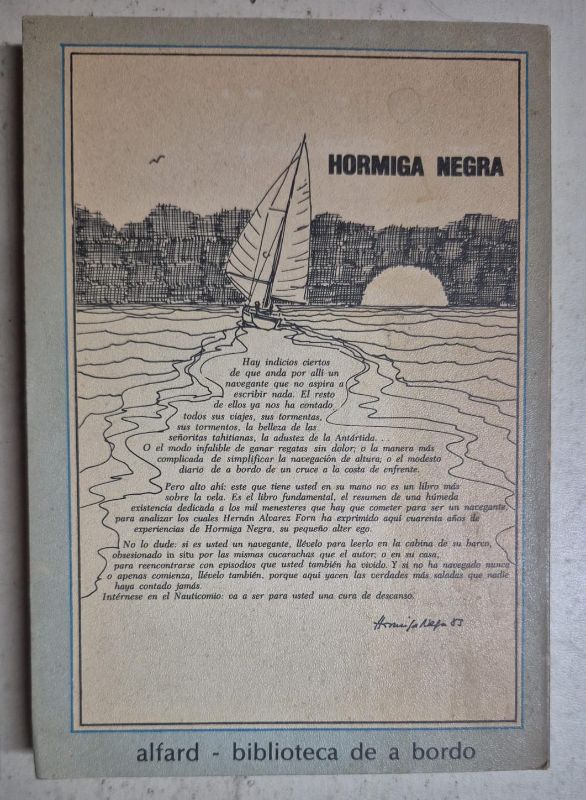 HORMIGA NEGRA
Hay indicios ciertos
de que anda por allí un
navegante que no aspira a
escribir nada. El resto
de ellos ya nos ha contado
todos sus viajes, sus tormentas,
sus tormentos, la belleza de las
señoritas tahitianas, la adustez de la Antártida. . .
O el modo infalible de ganar regatas sin dolor; o la manera más
complicada de simplificar la navegación de altura; o el modesto
diario de a bordo de un cruce a la costa de enfrente.
Pero alto ahí: este que tiene usted en su mano no es un libro más
sobre la vela. Es el libro fundamental, el resumen de una húmeda
existencia dedicada a los mil menesteres que hay que cometer para ser un navegante,
para analizar los cuales Hernán Alvarez Forn ha exprimido aquí cuarenta años de
experiencias de Hormiga Negra, su pequeño alter ego.
No lo dude: si es usted un navegante, llévelo para leerlo en la cabina de su barco,
obsesionado in situ por las mismas cucarachas que el autor; o en su casa,
para reencontrarse con episodios que usted también ha vivido. Y si no ha navegado nunca
o apenas comienza, llévelo también, porque aquí yacen las verdades más saladas que nadie
haya contado jamás.
Intérnese en el Nauticomio: va a ser para usted una cura de descanso.
Hormiga Negra 83
alfard - biblioteca de a bordo